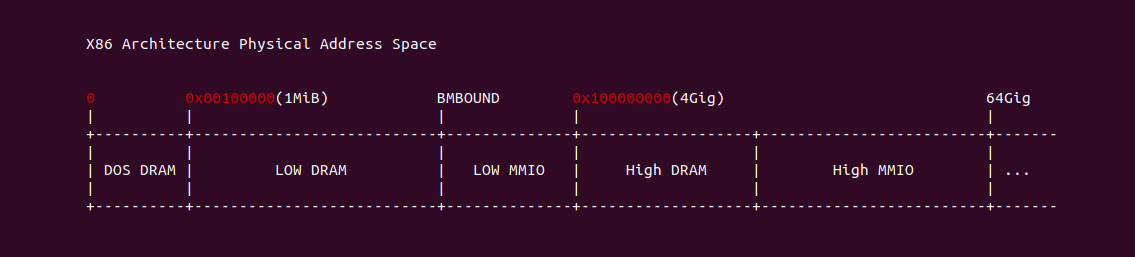 X86 Architecture Physical Address Space
0 0x00100000(1MiB) BMBOUND 0x100000000(4Gig) 64Gig
| | | | |
+----------+---------------------------+--------------+-------------------+-------------------------+-------
| | | | | |
| DOS DRAM | LOW DRAM | LOW MMIO | High DRAM | High MMIO | ...
| | | | | |
+----------+---------------------------+--------------+-------------------+-------------------------+-------